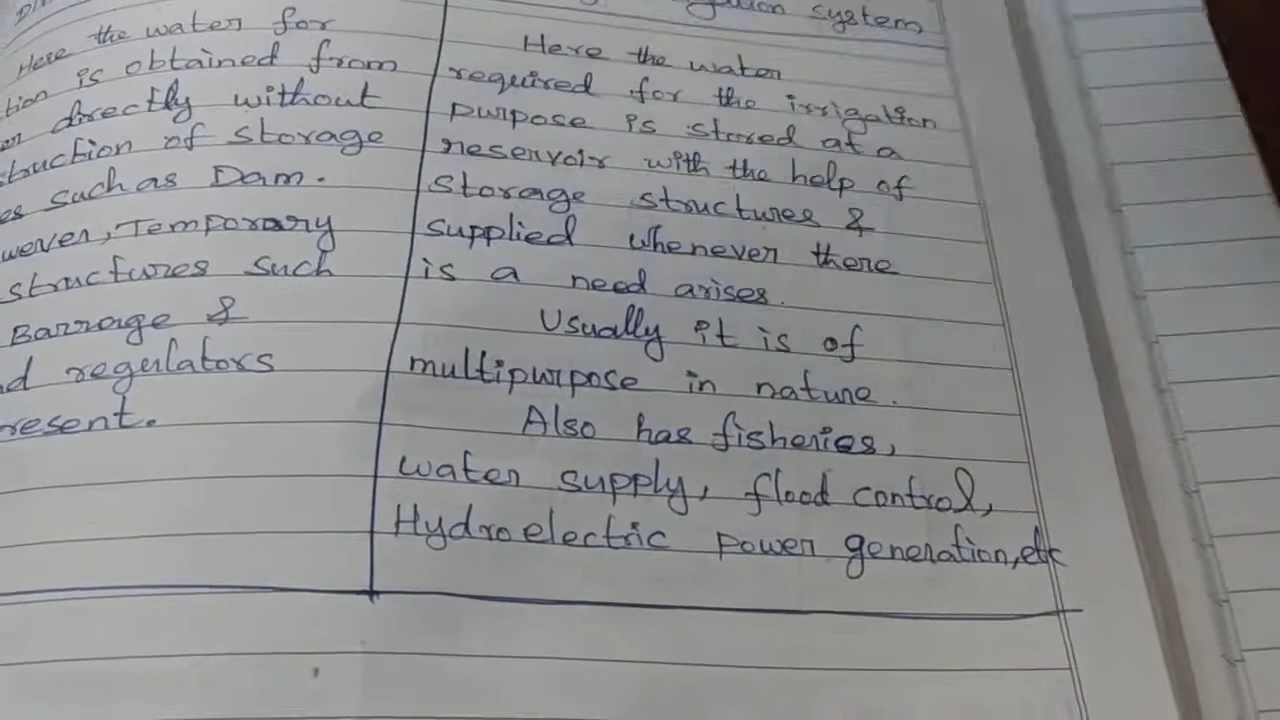 system
Here the water for
is obtained from
directly without
of storage
such as Dam.
Temporary
structures such
Barrage &
regulators
Here the water
required for the irrigation
purpose is stored at a
reservoir with the help of
storage structures &
supplied whenever there
is a need arises.
Usually it is of
multipurpose in nature.
Also has fisheries,
water supply, flood control,
Hydroelectric power generation, etc